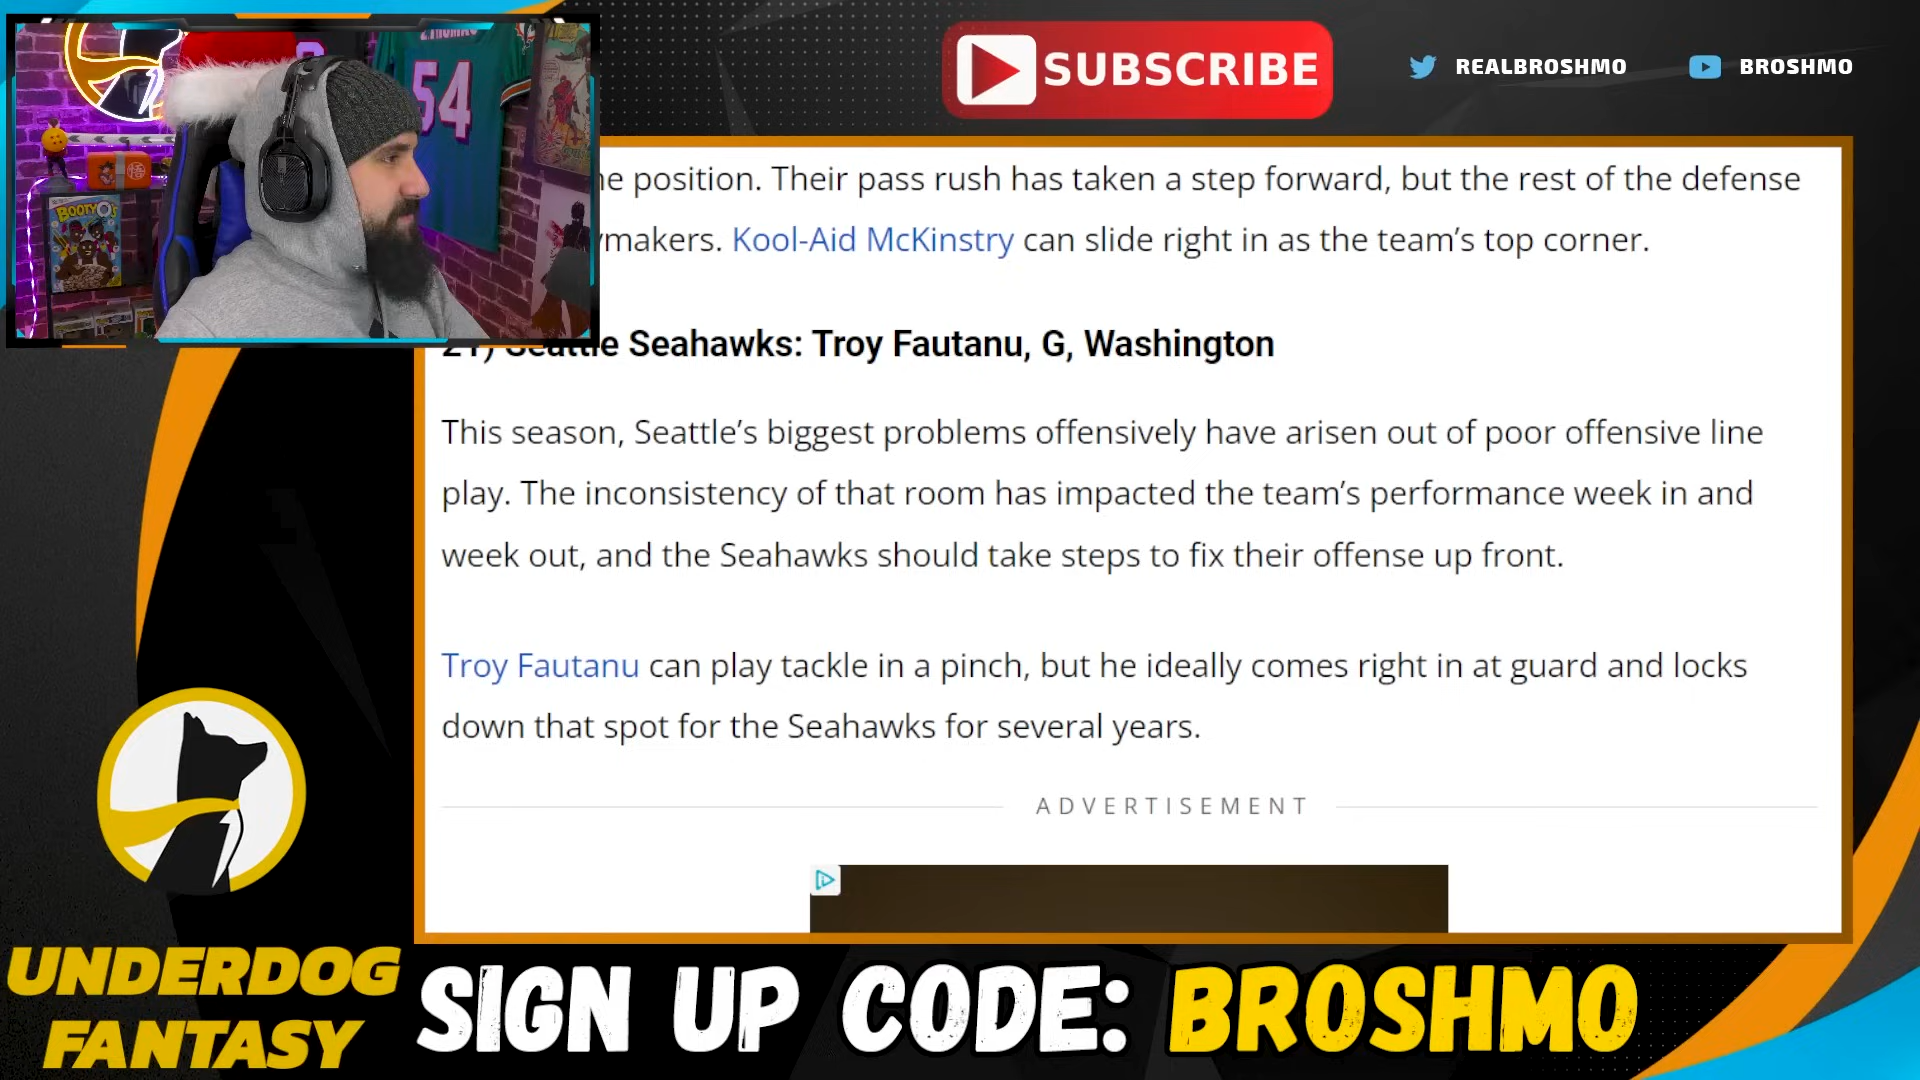 SUBSCRIBE
REALBROSHMO
BROSHMO
54
BOOTY O's
he position. Their pass rush has taken a step forward, but the rest of the defense
ymakers. Kool-Aid McKinstry can slide right in as the team's top corner.
21) Seattle Seahawks: Troy Fautanu, G, Washington
This season, Seattle's biggest problems offensively have arisen out of poor offensive line
play. The inconsistency of that room has impacted the team's performance week in and
week out, and the Seahawks should take steps to fix their offense up front.
Troy Fautanu can play tackle in a pinch, but he ideally comes right in at guard and locks
down that spot for the Seahawks for several years.
ADVERTISEMENT
UNDERDOG
FANTASY
SIGN UP CODE: BROSHMO